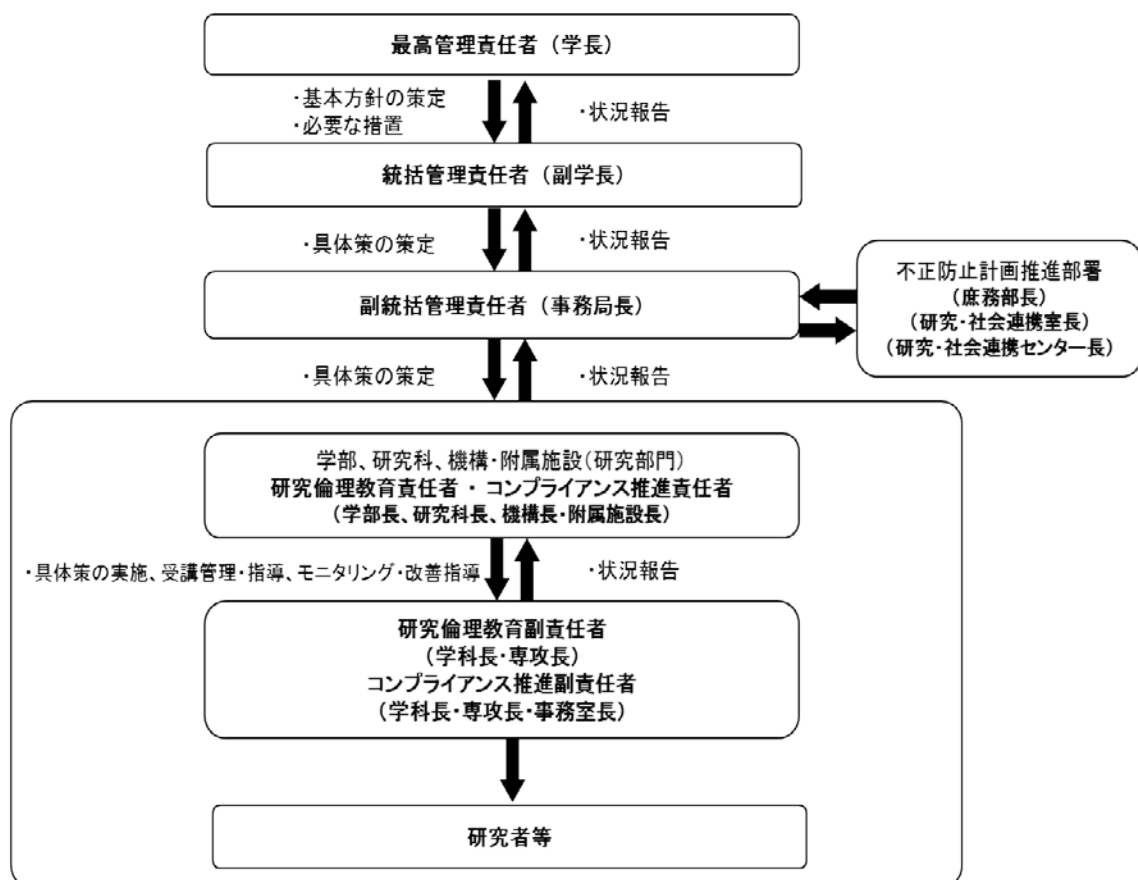 最高管理責任者（学長）
・基本方針の策定
・必要な措置
・状況報告
統括管理責任者（副学長）
・具体策の策定
・状況報告
副統括管理責任者（事務局長）
不正防止計画推進部署
（庶務部長）
（研究・社会連携室長）
（研究・社会連携センター長）
・具体策の策定
・状況報告
学部、研究科、機構・附属施設（研究部門）
研究倫理教育責任者 ・ コンプライアンス推進責任者
（学部長、研究科長、機構長・附属施設長）
・具体策の実施、受講管理・指導、モニタリング・改善指導
・状況報告
研究倫理教育副責任者
（学科長・専攻長）
コンプライアンス推進副責任者
（学科長・専攻長・事務室長）
研究者等